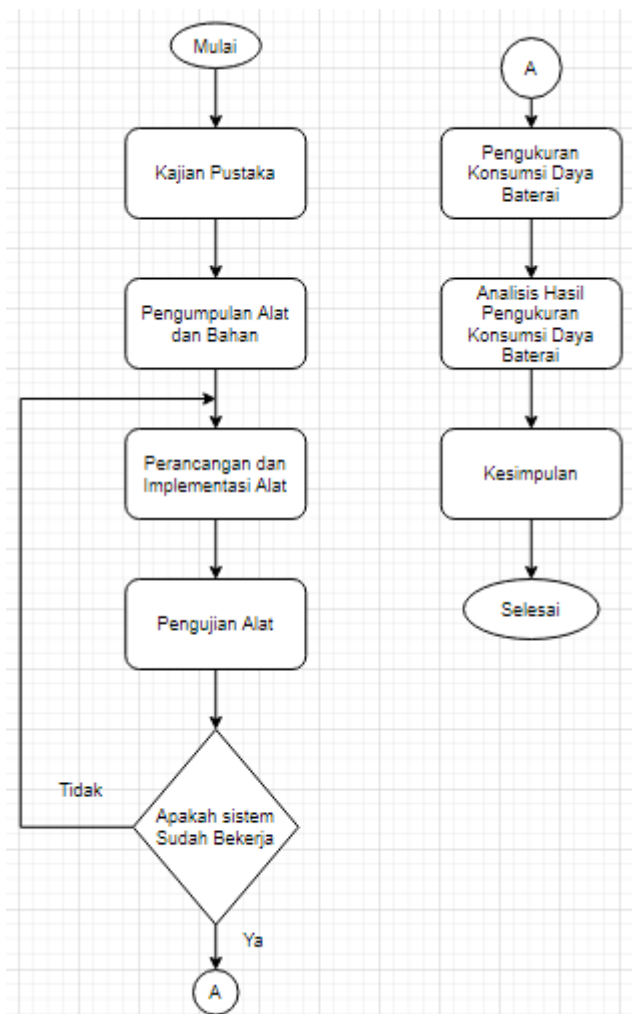 Mulai
Kajian Pustaka
Pengumpulan Alat
dan Bahan
Perancangan dan
Implementasi Alat
Pengujian Alat
Tidak
Apakah sistem
Sudah Bekerja
Ya
A
A
Pengukuran
Konsumsi Daya
Baterai
Analisis Hasil
Pengukuran
Konsumsi Daya
Baterai
Kesimpulan
Selesai